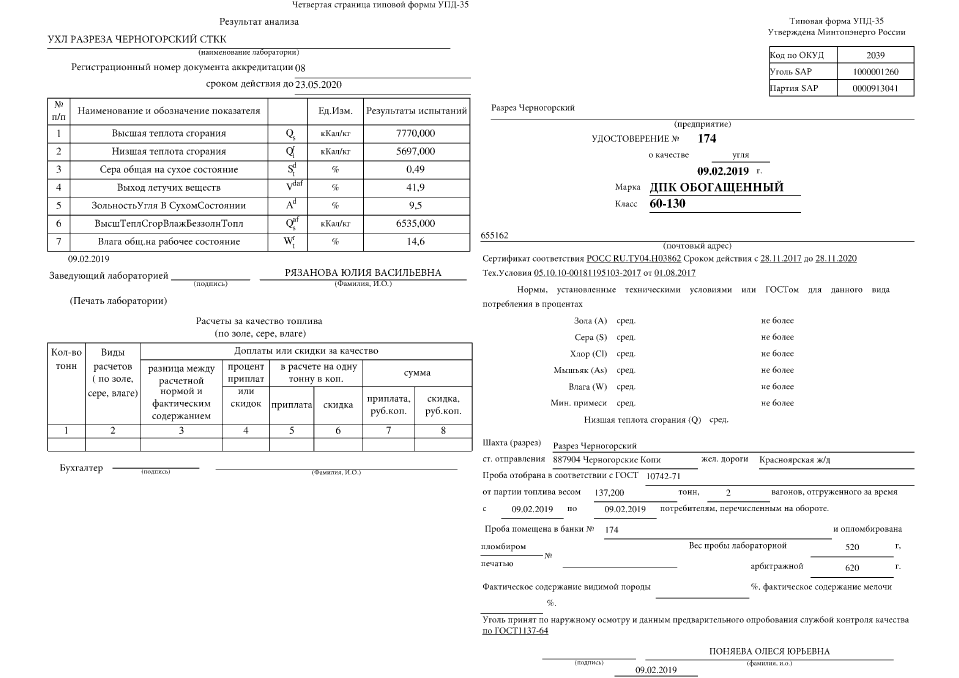 Четвертая страница типовой формы УПД-35
Результат анализа
УХЛ РАЗРЕЗА ЧЕРНОГОРСКИЙ СТКК
(наименование лаборатории)
Регистрационный номер документа аккредитации 08
сроком действия до 23.05.2020
№ п/п Наименование и обозначение показателя Ед.Изм. Результаты испытаний
1 Высшая теплота сгорания Q s кКал/кг 7770,000
2 Низшая теплота сгорания Q r i кКал/кг 5697,000
3 Сера общая на сухое состояние S d t % 0,49
4 Выход летучих веществ V daf % 41,9
5 ЗольностьУгля В СухомСостоянии A d % 9,5
6 ВысшТеплСгорВлажБеззолнТопл Q af s кКал/кг 6535,000
7 Влага общ.на рабочее состояние W r t % 14,6
09.02.2019
Заведующий лабораторией РЯЗАНОВА ЮЛИЯ ВАСИЛЬЕВНА
(подпись) (Фамилия, И.О.)
(Печать лаборатории)
Расчеты за качество топлива
(по золе, сере, влаге)
Кол-во тонн Виды расчетов ( по золе, сере, влаге) Доплаты или скидки за качество
разница между расчетной нормой и фактическим содержанием процент приплат или скидок в расчете на одну тонну в коп. сумма
приплата скидка приплата, руб.коп. скидка, руб.коп.
1 2 3 4 5 6 7 8
Бухгалтер
(подпись) (Фамилия, И.О.)
Типовая форма УПД-35
Утверждена Минтопэнерго России
Код по ОКУД 2039
Уголь SAP 1000001260
Партия SAP 0000913041
Разрез Черногорский
(предприятие)
УДОСТОВЕРЕНИЕ № 174
о качестве угля
09.02.2019 г.
Марка ДПК ОБОГАЩЕННЫЙ
Класс 60-130
655162
(почтовый адрес)
Сертификат соответствия РОСС RU.ТУ04.Н03862 Сроком действия с 28.11.2017 до 28.11.2020
Тех.Условия 05.10.10-00181195103-2017 от 01.08.2017
Нормы, установленные техническими условиями или ГОСТом для данного вида
потребления в процентах
Зола (А) сред. не более
Сера (S) сред. не более
Хлор (Cl) сред. не более
Мышьяк (As) сред. не более
Влага (W) сред. не более
Мин. примеси сред. не более
Низшая теплота сгорания (Q) сред.
Шахта (разрез) Разрез Черногорский
ст. отправления 887904 Черногорские Копи жел. дороги Красноярская ж/д
Проба отобрана в соответствии с ГОСТ 10742-71
от партии топлива весом 137,200 тонн, 2 вагонов, отгруженного за время
с 09.02.2019 по 09.02.2019 потребителям, перечисленным на обороте.
Проба помещена в банки № 174 и опломбирована
пломбиром Вес пробы лабораторной 520 г.
№
печатью арбитражной 620 г.
Фактическое содержание видимой породы %, фактическое содержание мелочи
%.
Уголь принят по наружному осмотру и данным предварительного опробования службой контроля качества
по ГОСТ1137-64
ПОНЯЕВА ОЛЕСЯ ЮРЬЕВНА
(подпись) (фамилия, и.о.)
09.02.2019